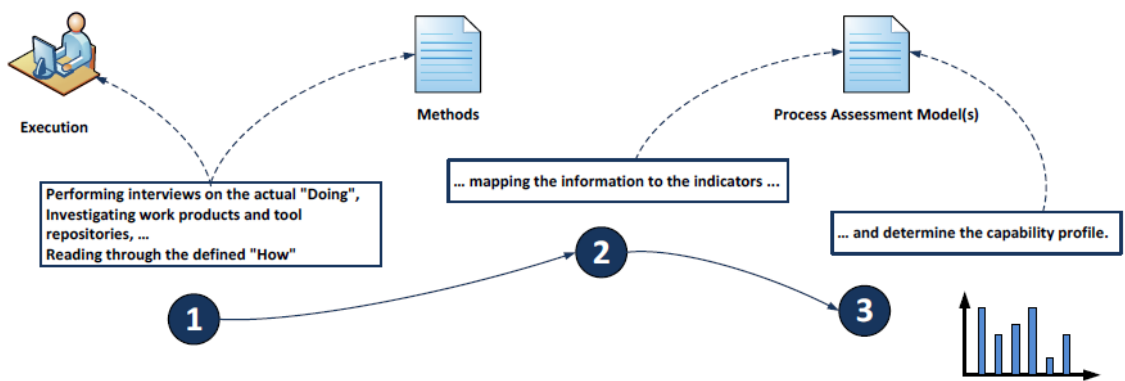 Execution
Methods
Process Assessment Model(s)
Performing interviews on the actual "Doing",
Investigating work products and tool
repositories, ...
Reading through the defined "How"
... mapping the information to the indicators ...
... and determine the capability profile.
1
2
3